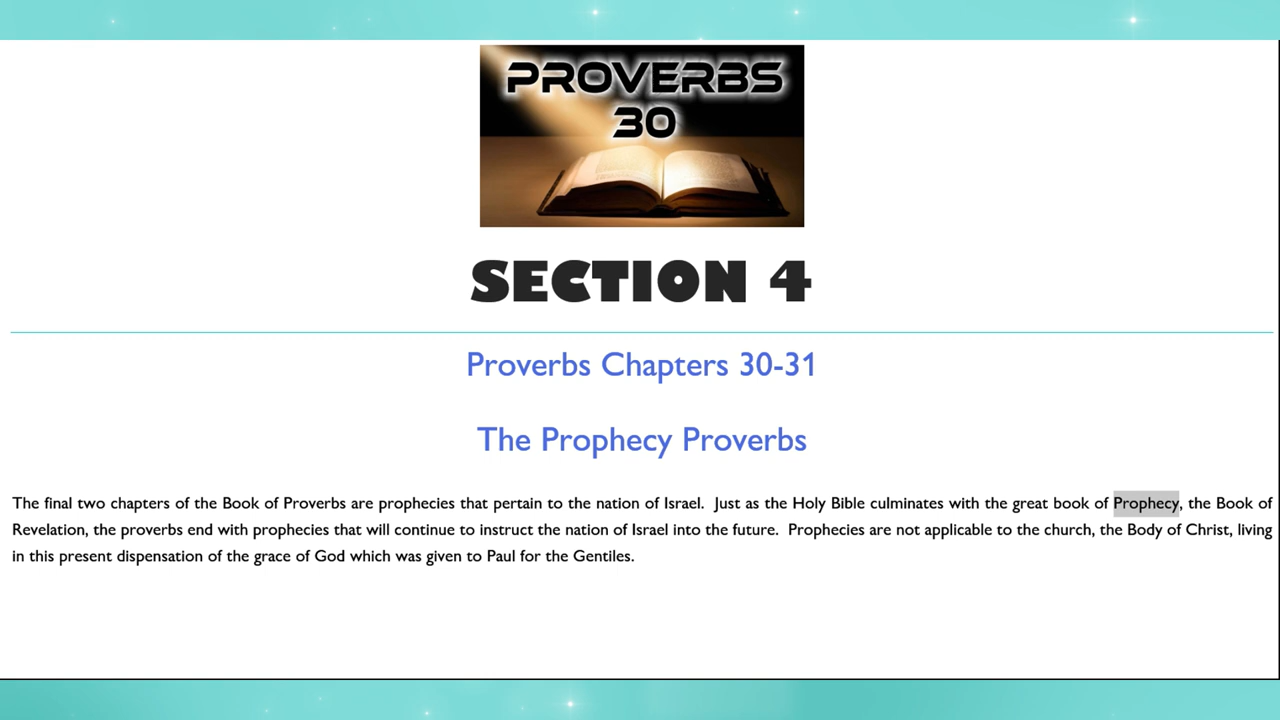 PROVERBS
30
SECTION 4
Proverbs Chapters 30-31
The Prophecy Proverbs
The final two chapters of the Book of Proverbs are prophecies that pertain to the nation of Israel.  Just as the Holy Bible culminates with the great book of Prophecy, the Book of
Revelation, the proverbs end with prophecies that will continue to instruct the nation of Israel into the future.  Prophecies are not applicable to the church, the Body of Christ, living
in this present dispensation of the grace of God which was given to Paul for the Gentiles.